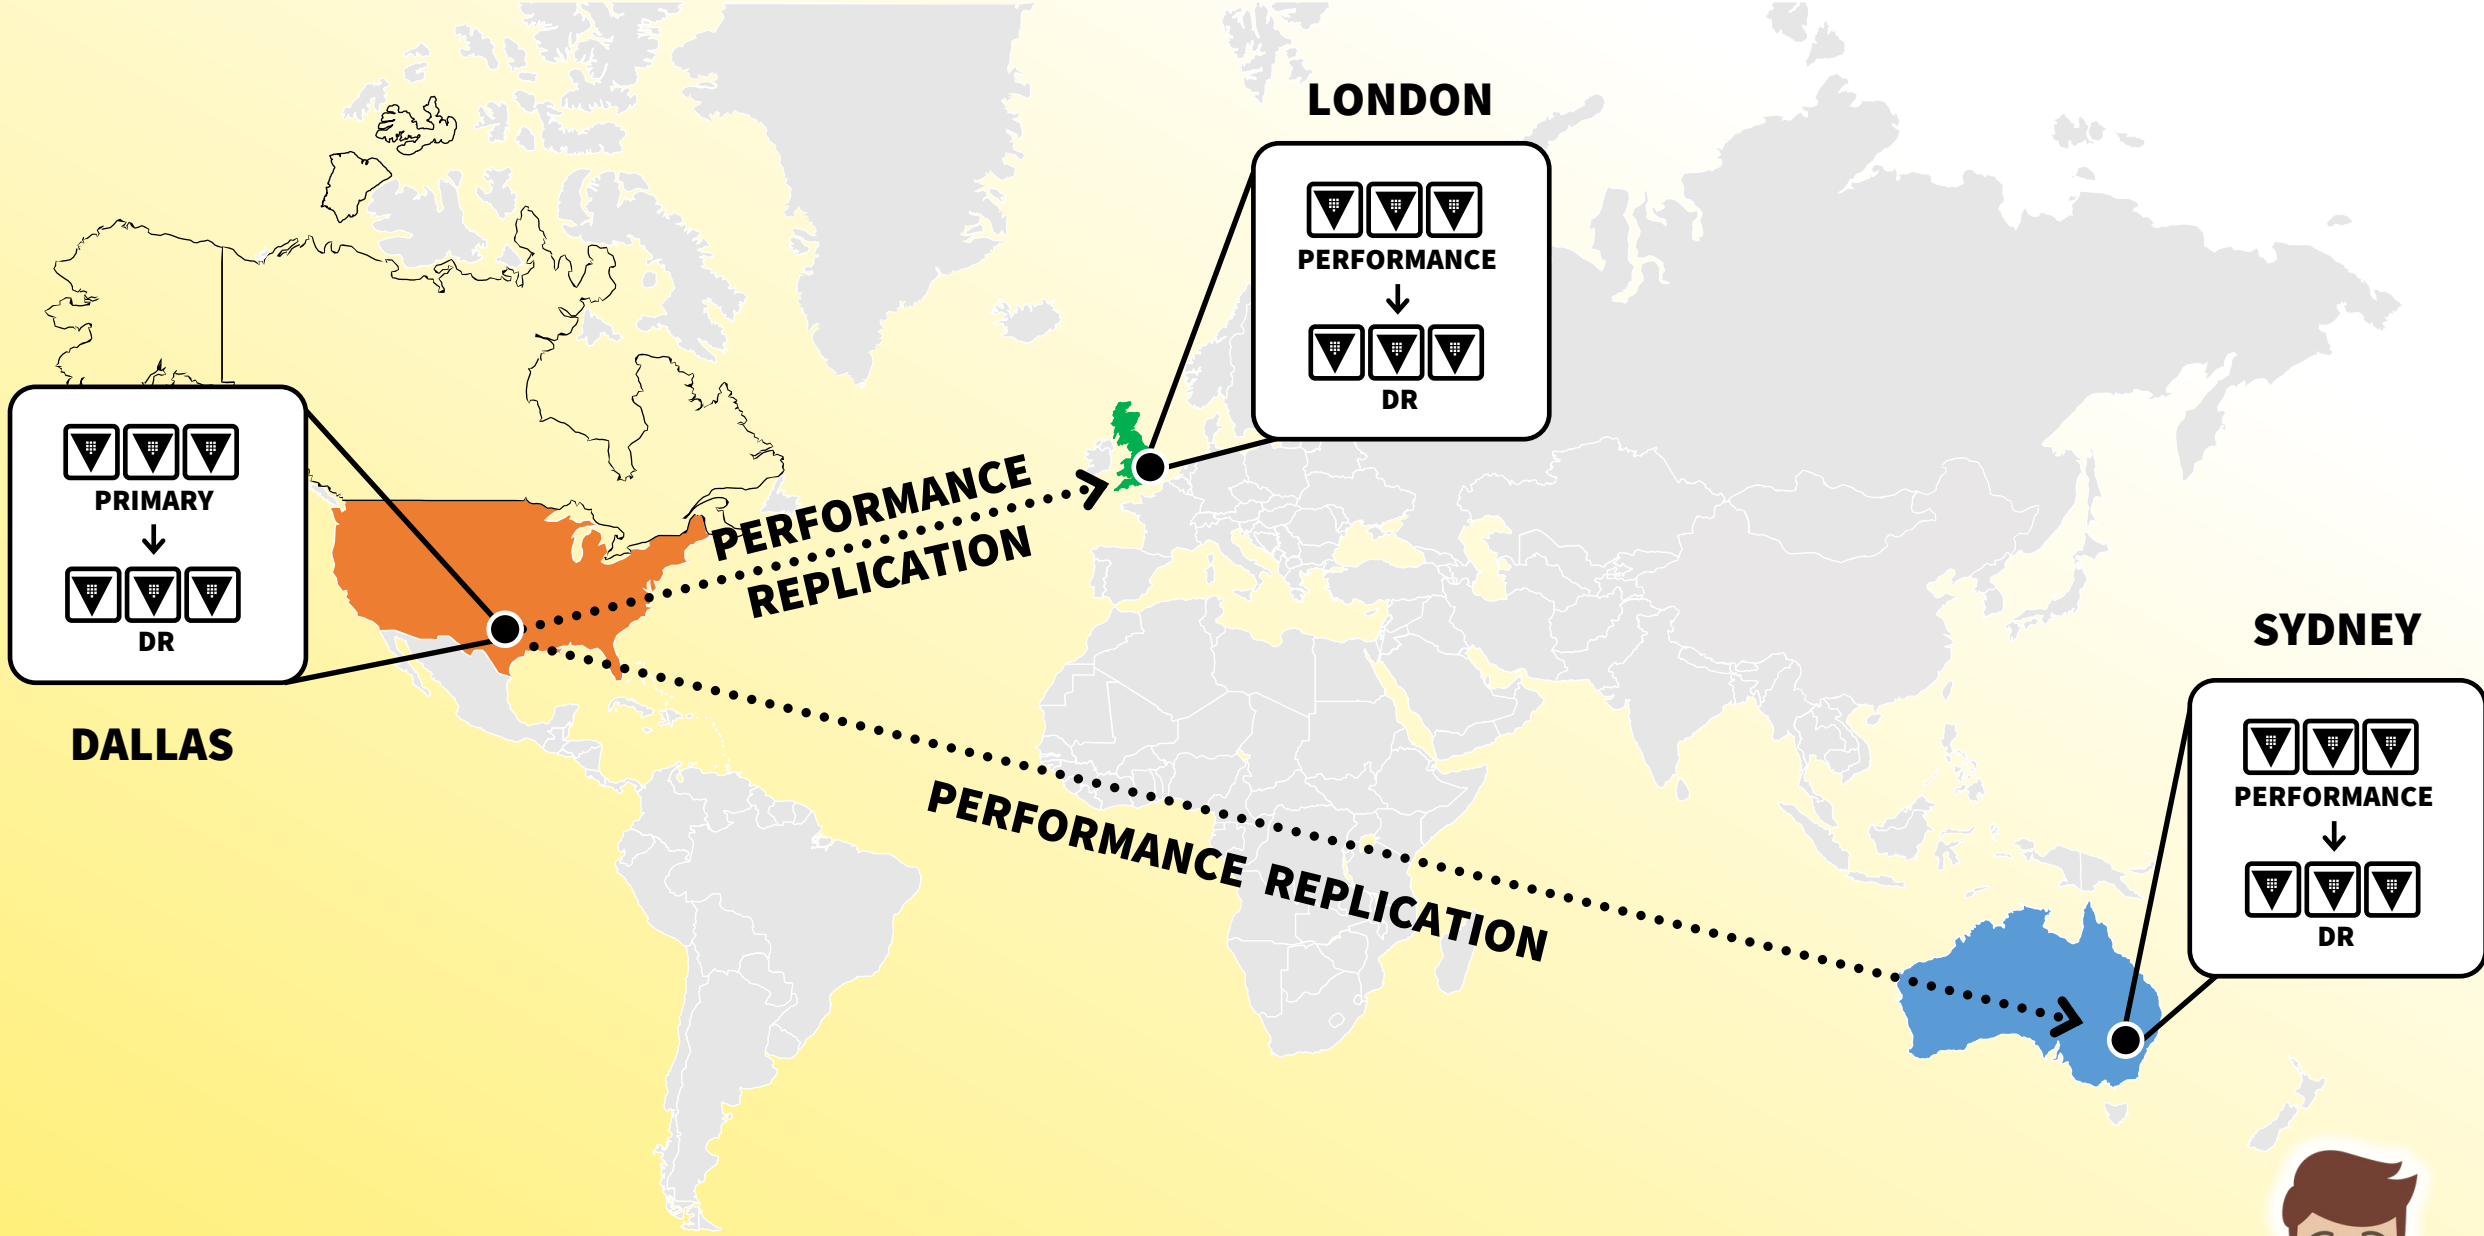 LONDON
PERFORMANCE
DR
PRIMARY
DR
DALLAS
PERFORMANCE
REPLICATION
PERFORMANCE REPLICATION
SYDNEY
PERFORMANCE
DR